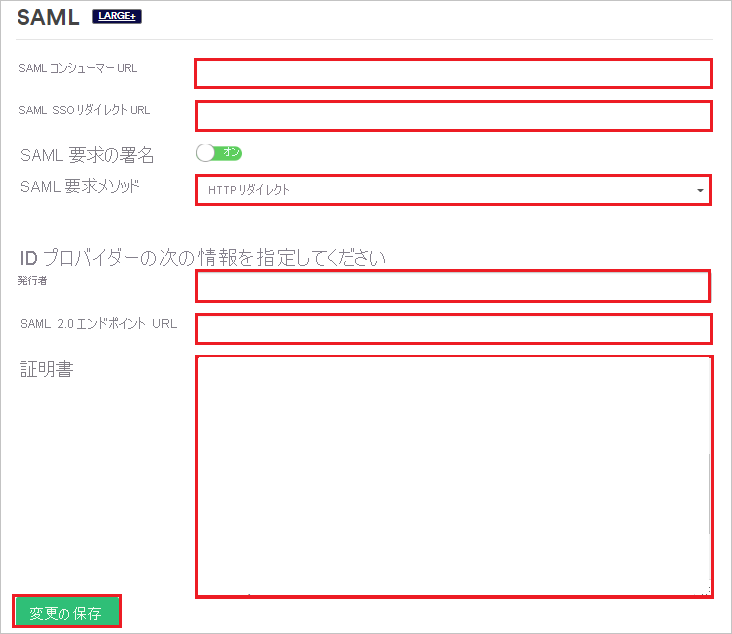 SAML LARGE+
SAML コンシューマー URL
SAML SSO リダイレクト URL
SAML 要求の署名 オン
SAML 要求メソッド HTTP リダイレクト
ID プロバイダーの次の情報を指定してください
発行者
SAML 2.0 エンドポイント URL
証明書
変更の保存